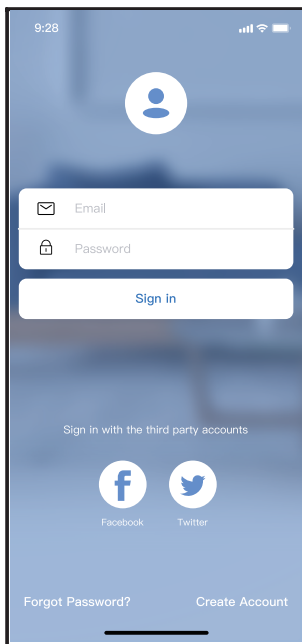 9:28
Email
Password
Sign in
Sign in with the third party accounts
Facebook
Twitter
Forgot Password?
Create Account